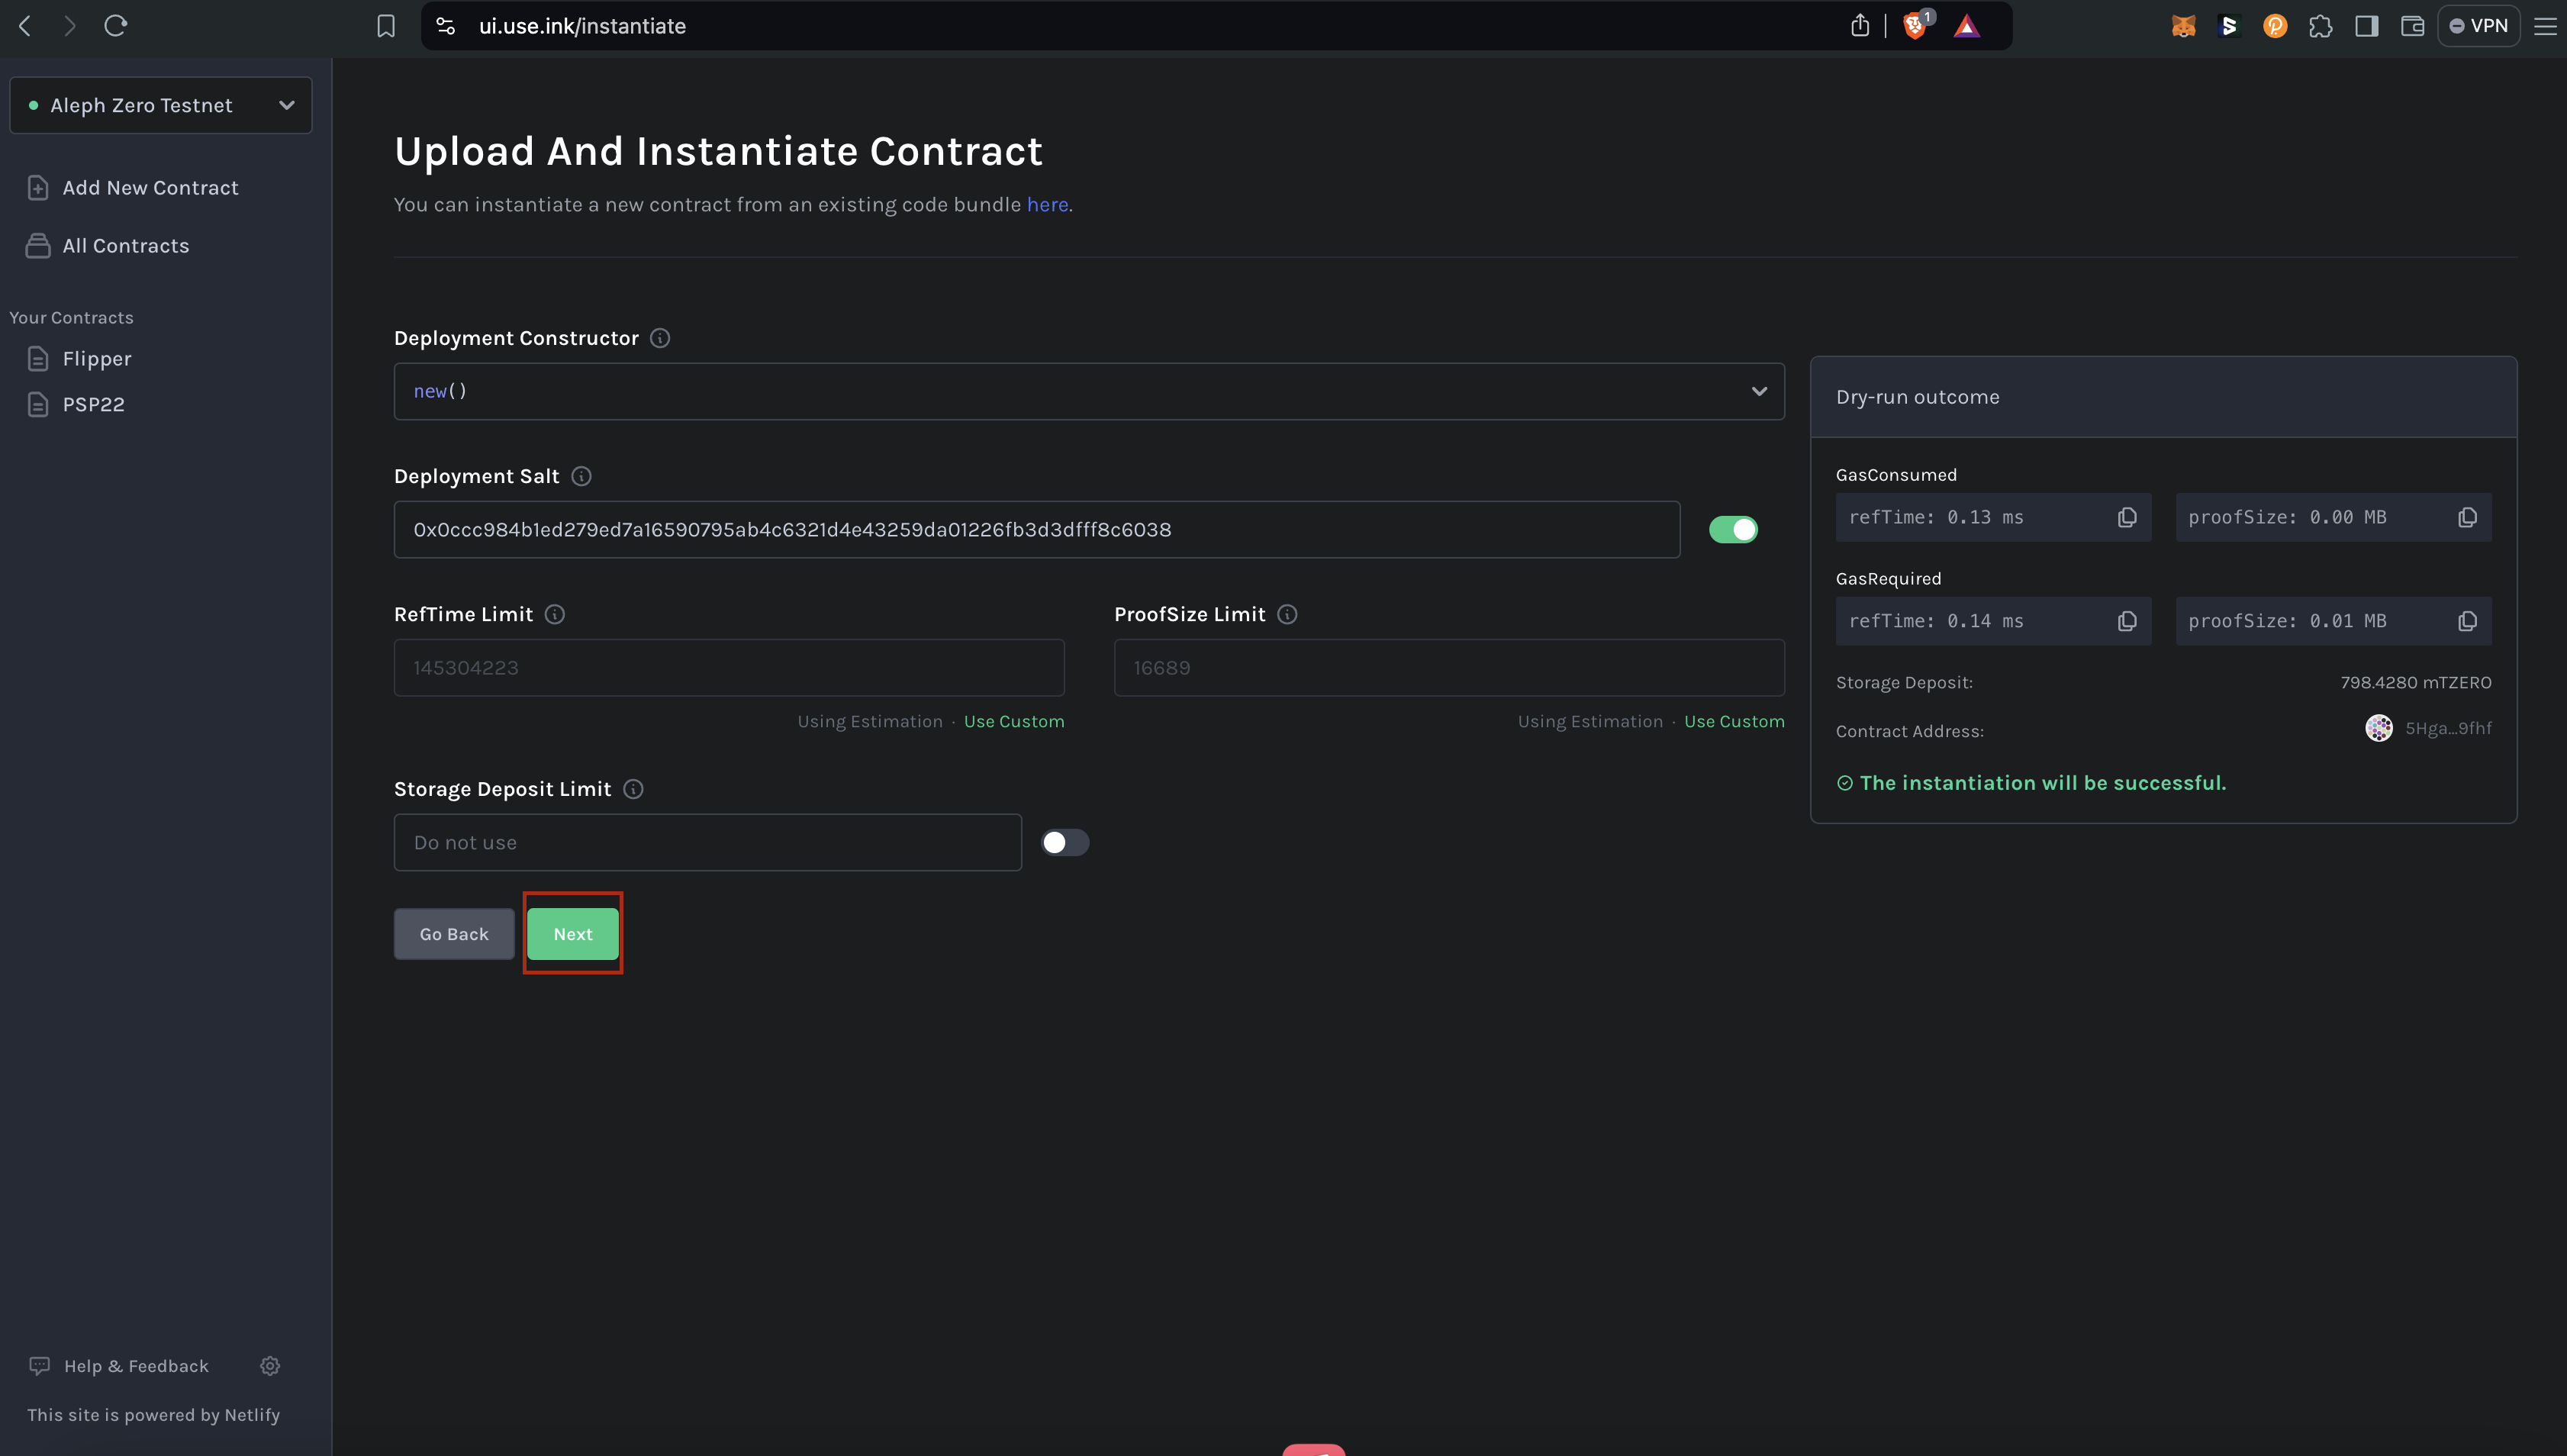 ui.use.ink/instantiate
1
VPN
Aleph Zero Testnet
Add New Contract
All Contracts
Your Contracts
Flipper
PSP22
Help & Feedback
This site is powered by Netlify
Upload And Instantiate Contract
You can instantiate a new contract from an existing code bundle here.
Deployment Constructor
new()
Deployment Salt
0x0ccc984b1ed279ed7a16590795ab4c6321d4e43259da01226fb3d3dfff8c6038
RefTime Limit
ProofSize Limit
145304223
16689
Using Estimation · Use Custom
Using Estimation · Use Custom
Storage Deposit Limit
Do not use
Go Back
Next
Dry-run outcome
GasConsumed
refTime: 0.13 ms
proofSize: 0.00 MB
GasRequired
refTime: 0.14 ms
proofSize: 0.01 MB
Storage Deposit: 798.4280 mTZERO
Contract Address: 5Hga...9fhf
The instantiation will be successful.